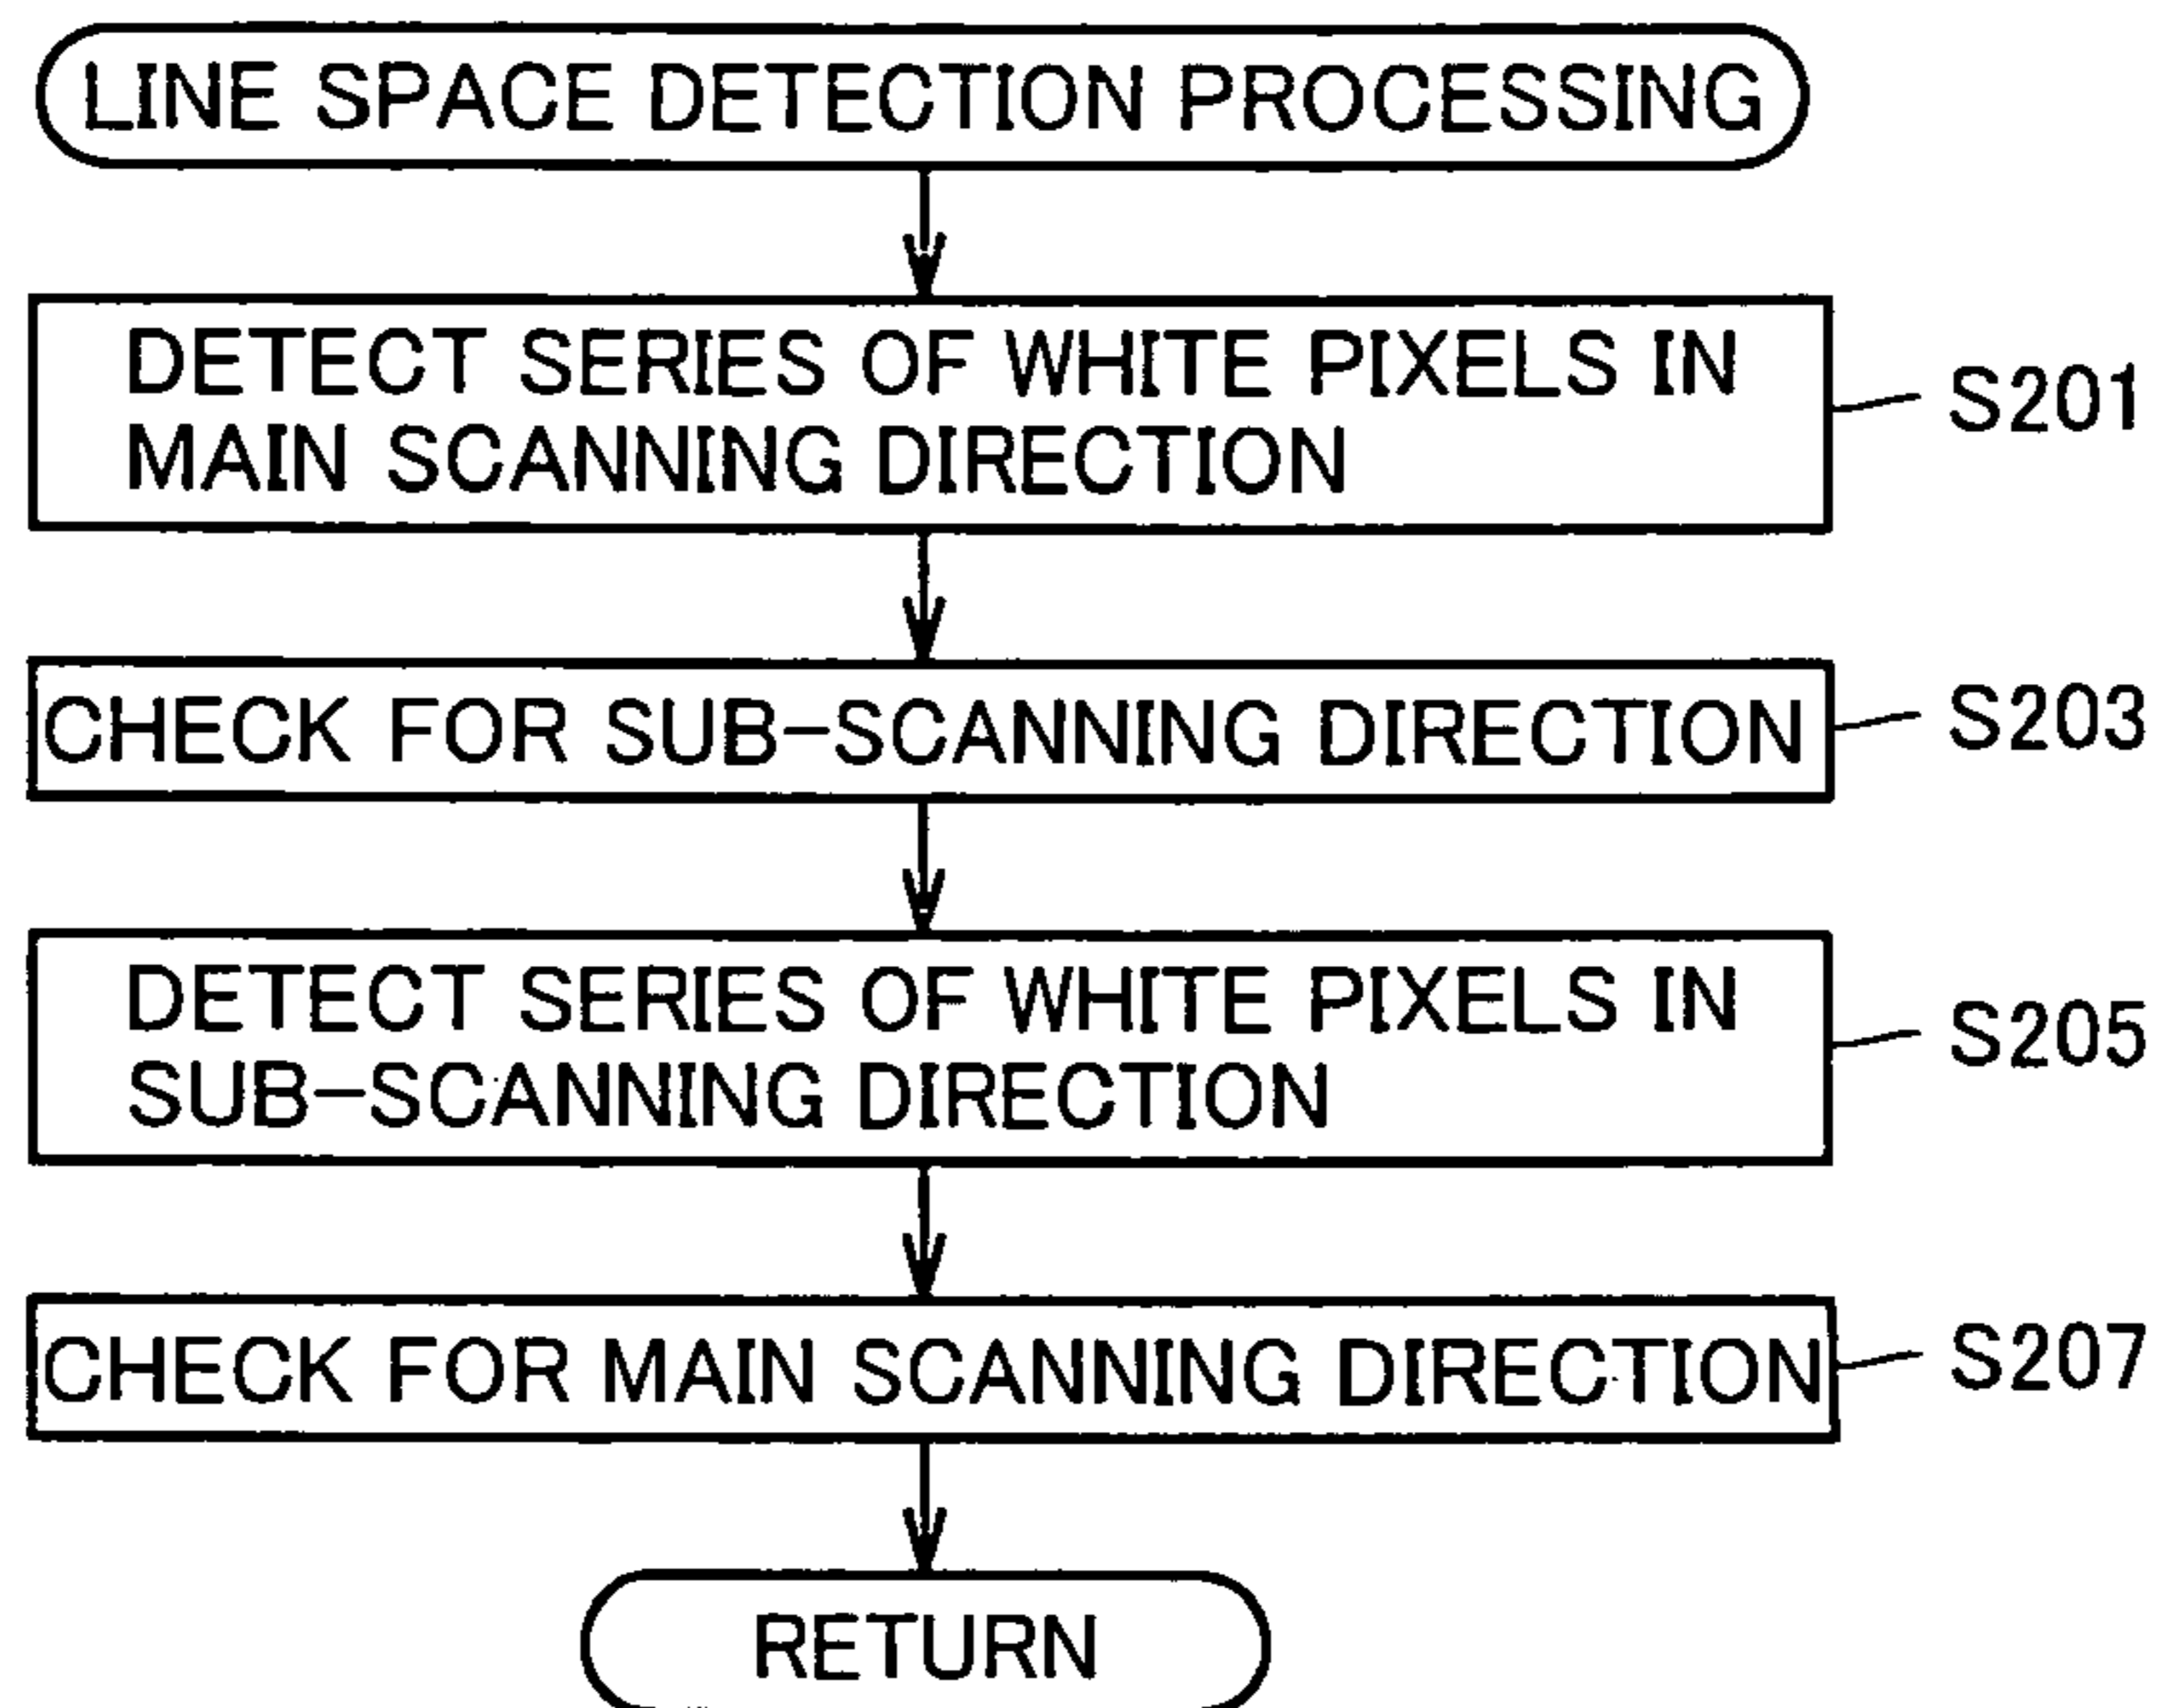 LINE SPACE DETECTION PROCESSING
DETECT SERIES OF WHITE PIXELS IN
MAIN SCANNING DIRECTION
S201
CHECK FOR SUB-SCANNING DIRECTION
S203
DETECT SERIES OF WHITE PIXELS IN
SUB-SCANNING DIRECTION
S205
CHECK FOR MAIN SCANNING DIRECTION
S207
RETURN